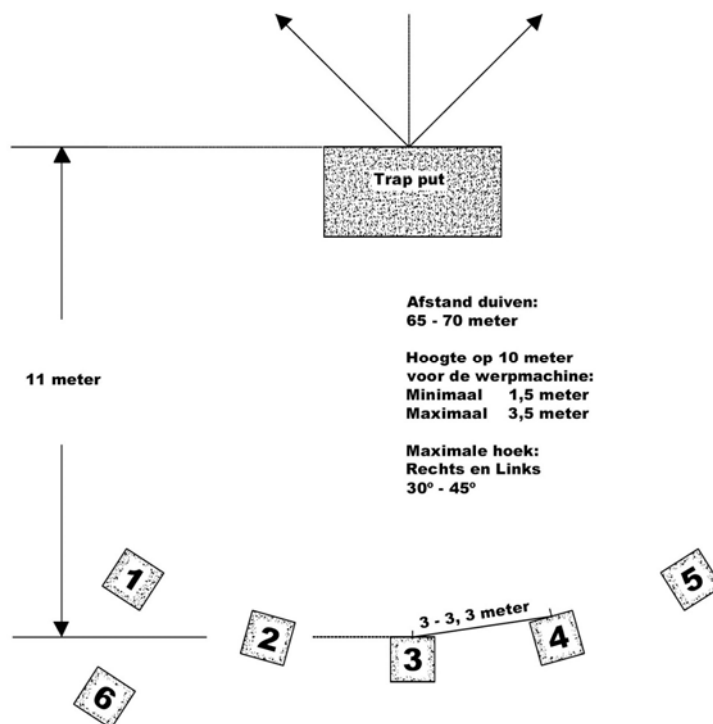 Trap put
Afstand duiven:
65 - 70 meter
Hoogte op 10 meter
voor de werpmachine:
Minimaal 1,5 meter
Maximaal 3,5 meter
11 meter
Maximale hoek:
Rechts en Links
30º - 45º
1
2
3
3 - 3, 3 meter
4
5
6